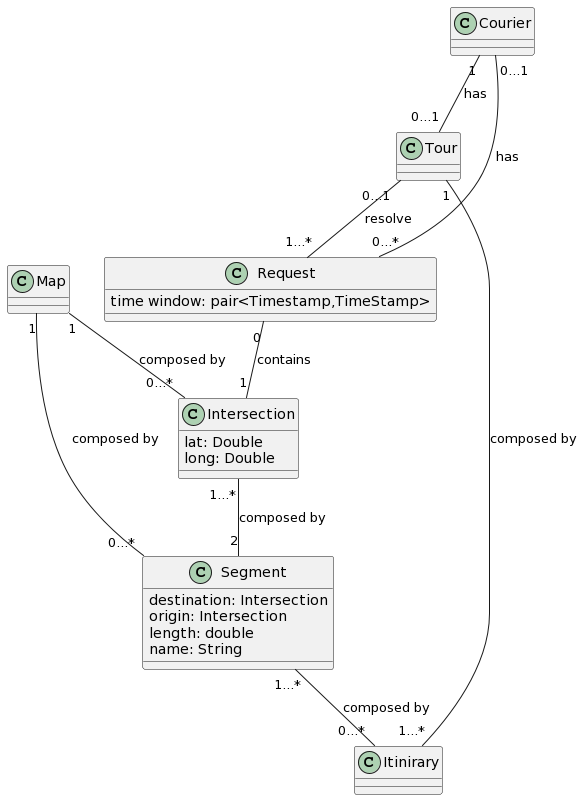 C Courier
1
0...1
has
0...1
C Tour
has
0...1
1
resolve
1...*
0...*
C Request
time window: pair<Timestamp,TimeStamp>
C Map
1
1
0
composed by
contains
0...*
1
C Intersection
lat: Double
long: Double
composed by
composed by
1...*
composed by
2
0...*
C Segment
destination: Intersection
origin: Intersection
length: double
name: String
1...*
composed by
0...*
1...*
C Itinirary